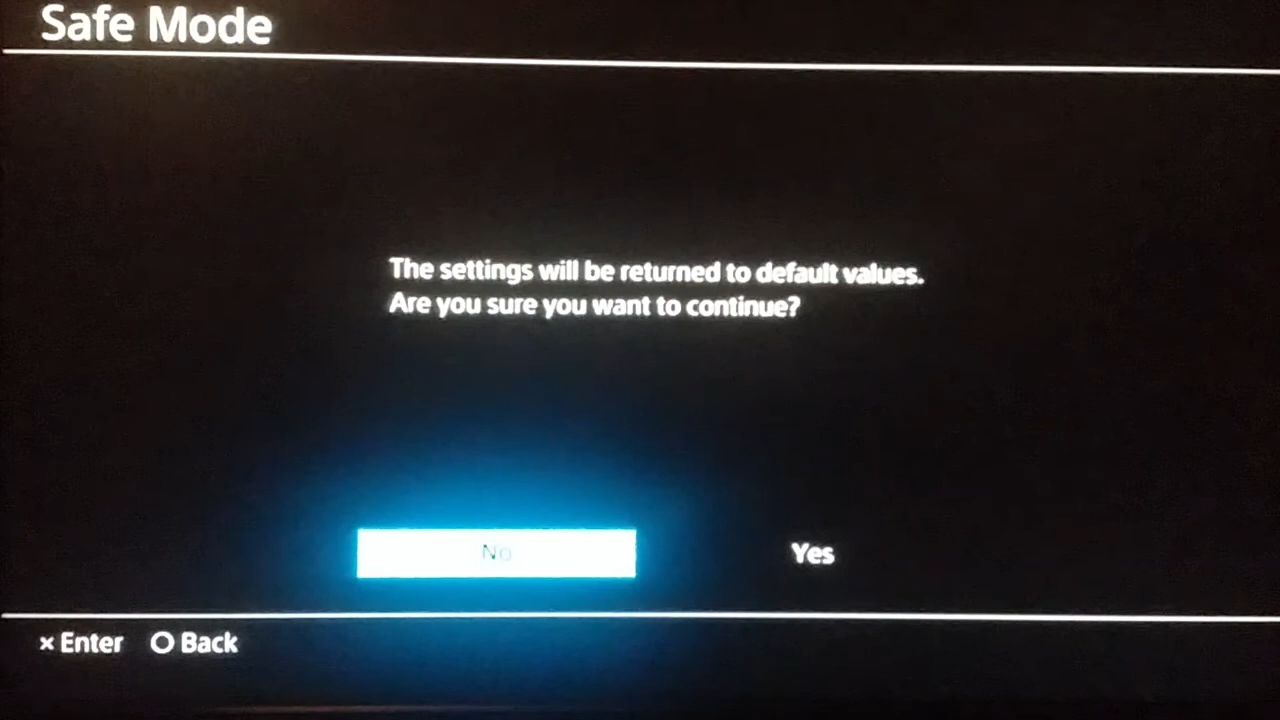 Safe Mode
The settings will be returned to default values.
Are you sure you want to continue?
No
Yes
× Enter ○ Back